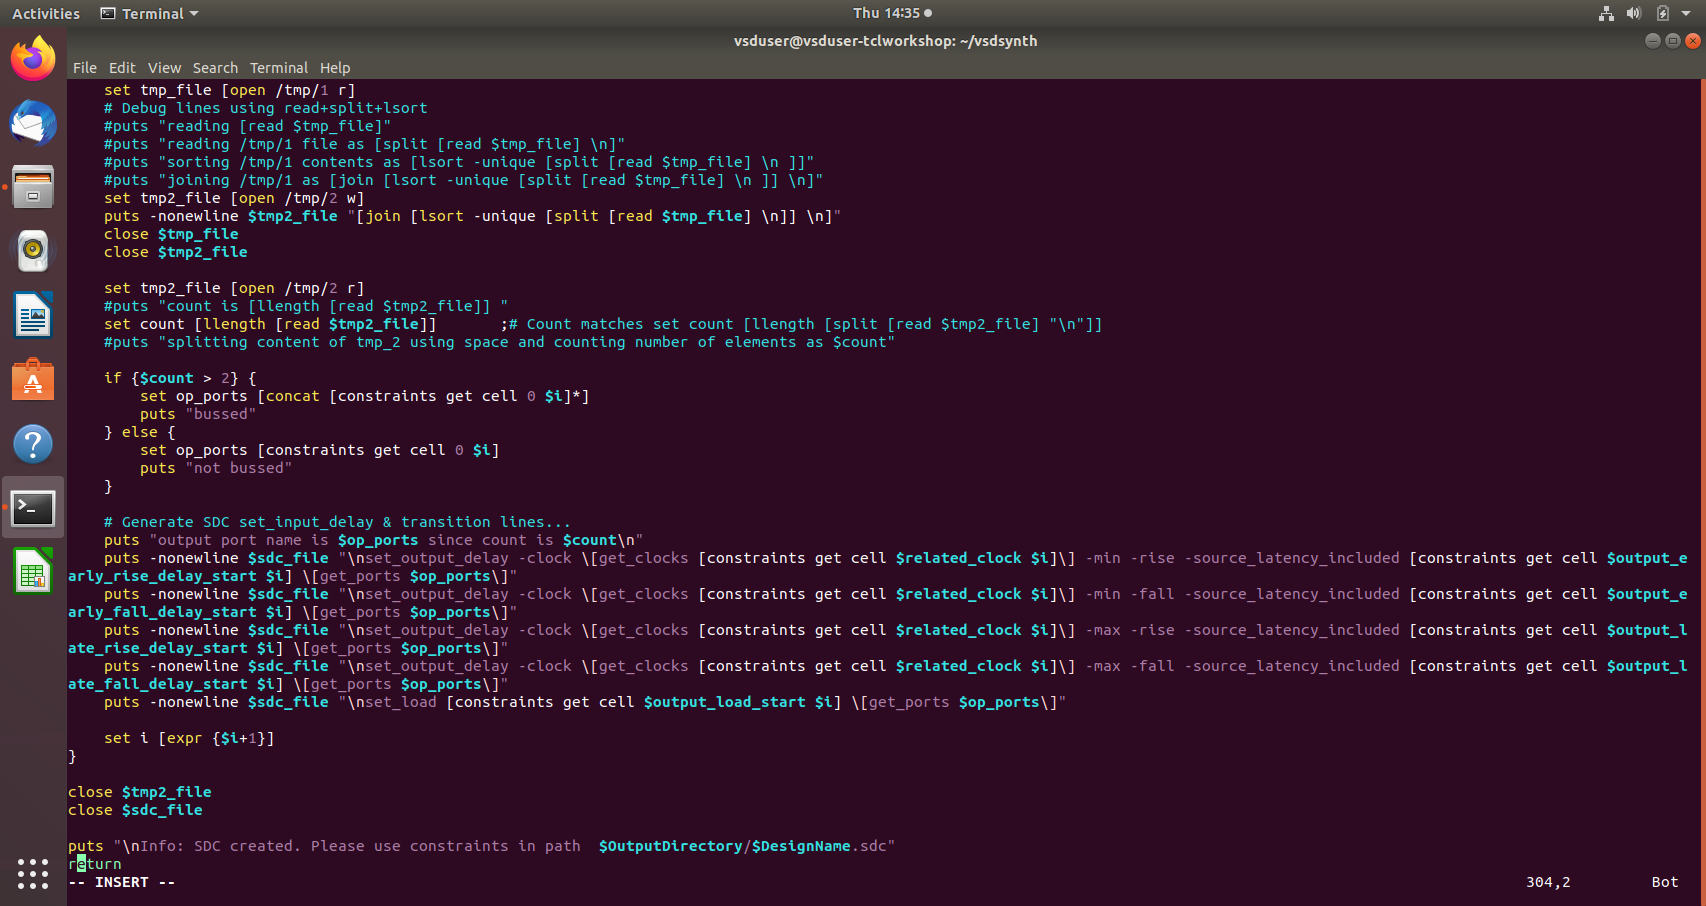 Activities Terminal Thu 14:35
vsduser@vsduser-tclworkshop: ~/vsdsynth
File Edit View Search Terminal Help
set tmp_file [open /tmp/1 r]
# Debug lines using read+split+lsort
#puts "reading [read $tmp_file]"
#puts "reading /tmp/1 file as [split [read $tmp_file] \n]"
#puts "sorting /tmp/1 contents as [lsort -unique [split [read $tmp_file] \n ]]"
#puts "joining /tmp/1 as [join [lsort -unique [split [read $tmp_file] \n ]] \n]"
set tmp2_file [open /tmp/2 w]
puts -nonewline $tmp2_file "[join [lsort -unique [split [read $tmp_file] \n]] \n]"
close $tmp_file
close $tmp2_file
set tmp2_file [open /tmp/2 r]
#puts "count is [llength [read $tmp2_file]] "
set count [llength [read $tmp2_file]] ;# Count matches set count [llength [split [read $tmp2_file] "\n"]]
#puts "splitting content of tmp_2 using space and counting number of elements as $count"
if {$count > 2} {
set op_ports [concat [constraints get cell 0 $i]*]
puts "bussed"
} else {
set op_ports [constraints get cell 0 $i]
puts "not bussed"
}
# Generate SDC set_input_delay & transition lines...
puts "output port name is $op_ports since count is $count\n"
puts -nonewline $sdc_file "\nset_output_delay -clock \[get_clocks [constraints get cell $related_clock $i]\] -min -rise -source_latency_included [constraints get cell $output_e
arly_rise_delay_start $i] \[get_ports $op_ports\]"
puts -nonewline $sdc_file "\nset_output_delay -clock \[get_clocks [constraints get cell $related_clock $i]\] -min -fall -source_latency_included [constraints get cell $output_e
arly_fall_delay_start $i] \[get_ports $op_ports\]"
puts -nonewline $sdc_file "\nset_output_delay -clock \[get_clocks [constraints get cell $related_clock $i]\] -max -rise -source_latency_included [constraints get cell $output_l
ate_rise_delay_start $i] \[get_ports $op_ports\]"
puts -nonewline $sdc_file "\nset_output_delay -clock \[get_clocks [constraints get cell $related_clock $i]\] -max -fall -source_latency_included [constraints get cell $output_l
ate_fall_delay_start $i] \[get_ports $op_ports\]"
puts -nonewline $sdc_file "\nset_load [constraints get cell $output_load_start $i] \[get_ports $op_ports\]"
set i [expr {$i+1}]
}
close $tmp2_file
close $sdc_file
puts "\nInfo: SDC created. Please use constraints in path  $OutputDirectory/$DesignName.sdc"
return
-- INSERT -- 304,2 Bot